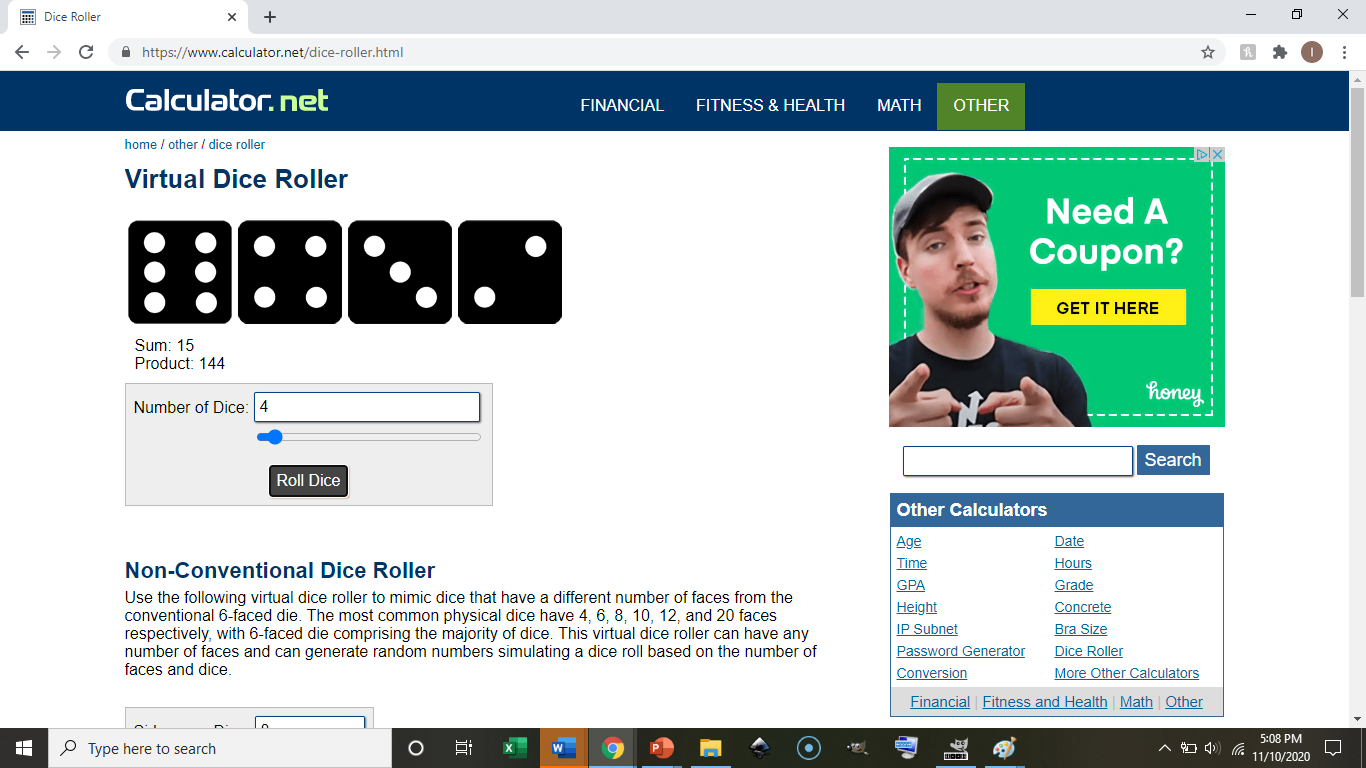 Dice Roller
https://www.calculator.net/dice-roller.html
I
Calculator.net
FINANCIAL FITNESS & HEALTH MATH OTHER
home / other / dice roller
Virtual Dice Roller
Sum: 15
Product: 144
Number of Dice: 4
Roll Dice
Non-Conventional Dice Roller
Use the following virtual dice roller to mimic dice that have a different number of faces from the
conventional 6-faced die. The most common physical dice have 4, 6, 8, 10, 12, and 20 faces
respectively, with 6-faced die comprising the majority of dice. This virtual dice roller can have any
number of faces and can generate random numbers simulating a dice roll based on the number of
faces and dice.
Need A
Coupon?
GET IT HERE
honey
Search
Other Calculators
Age Date
Time Hours
GPA Grade
Height Concrete
IP Subnet Bra Size
Password Generator Dice Roller
Conversion More Other Calculators
Financial | Fitness and Health | Math | Other
Type here to search
5:08 PM
11/10/2020